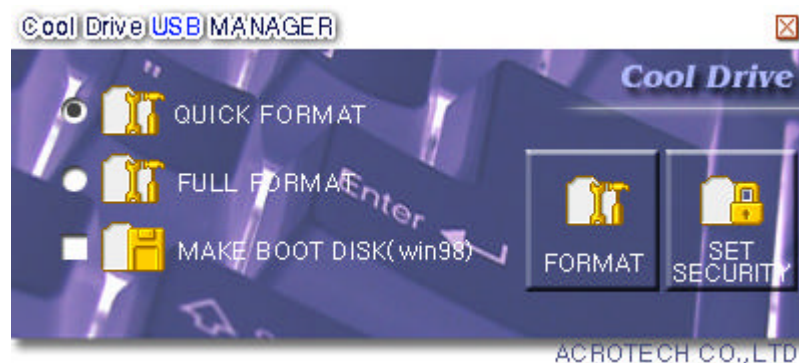 Cool Drive USB MANAGER
Cool Drive
QUICK FORMAT
FULL FORMAT
Enter
MAKE BOOT DISK(win98)
FORMAT
SET
SECURITY
ACROTECH CO.,LTD